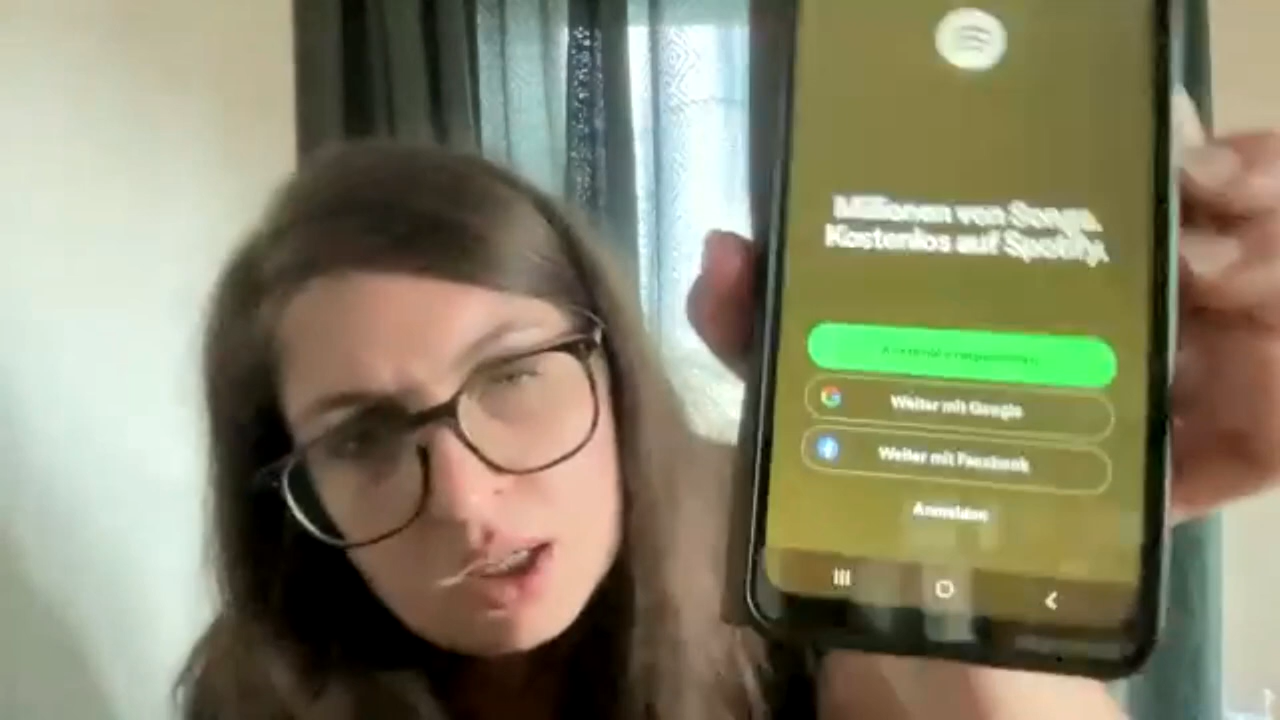 Millionen von Songs.
Kostenlos auf Spotify.
Weiter mit Google
Weiter mit Facebook
Anmelden